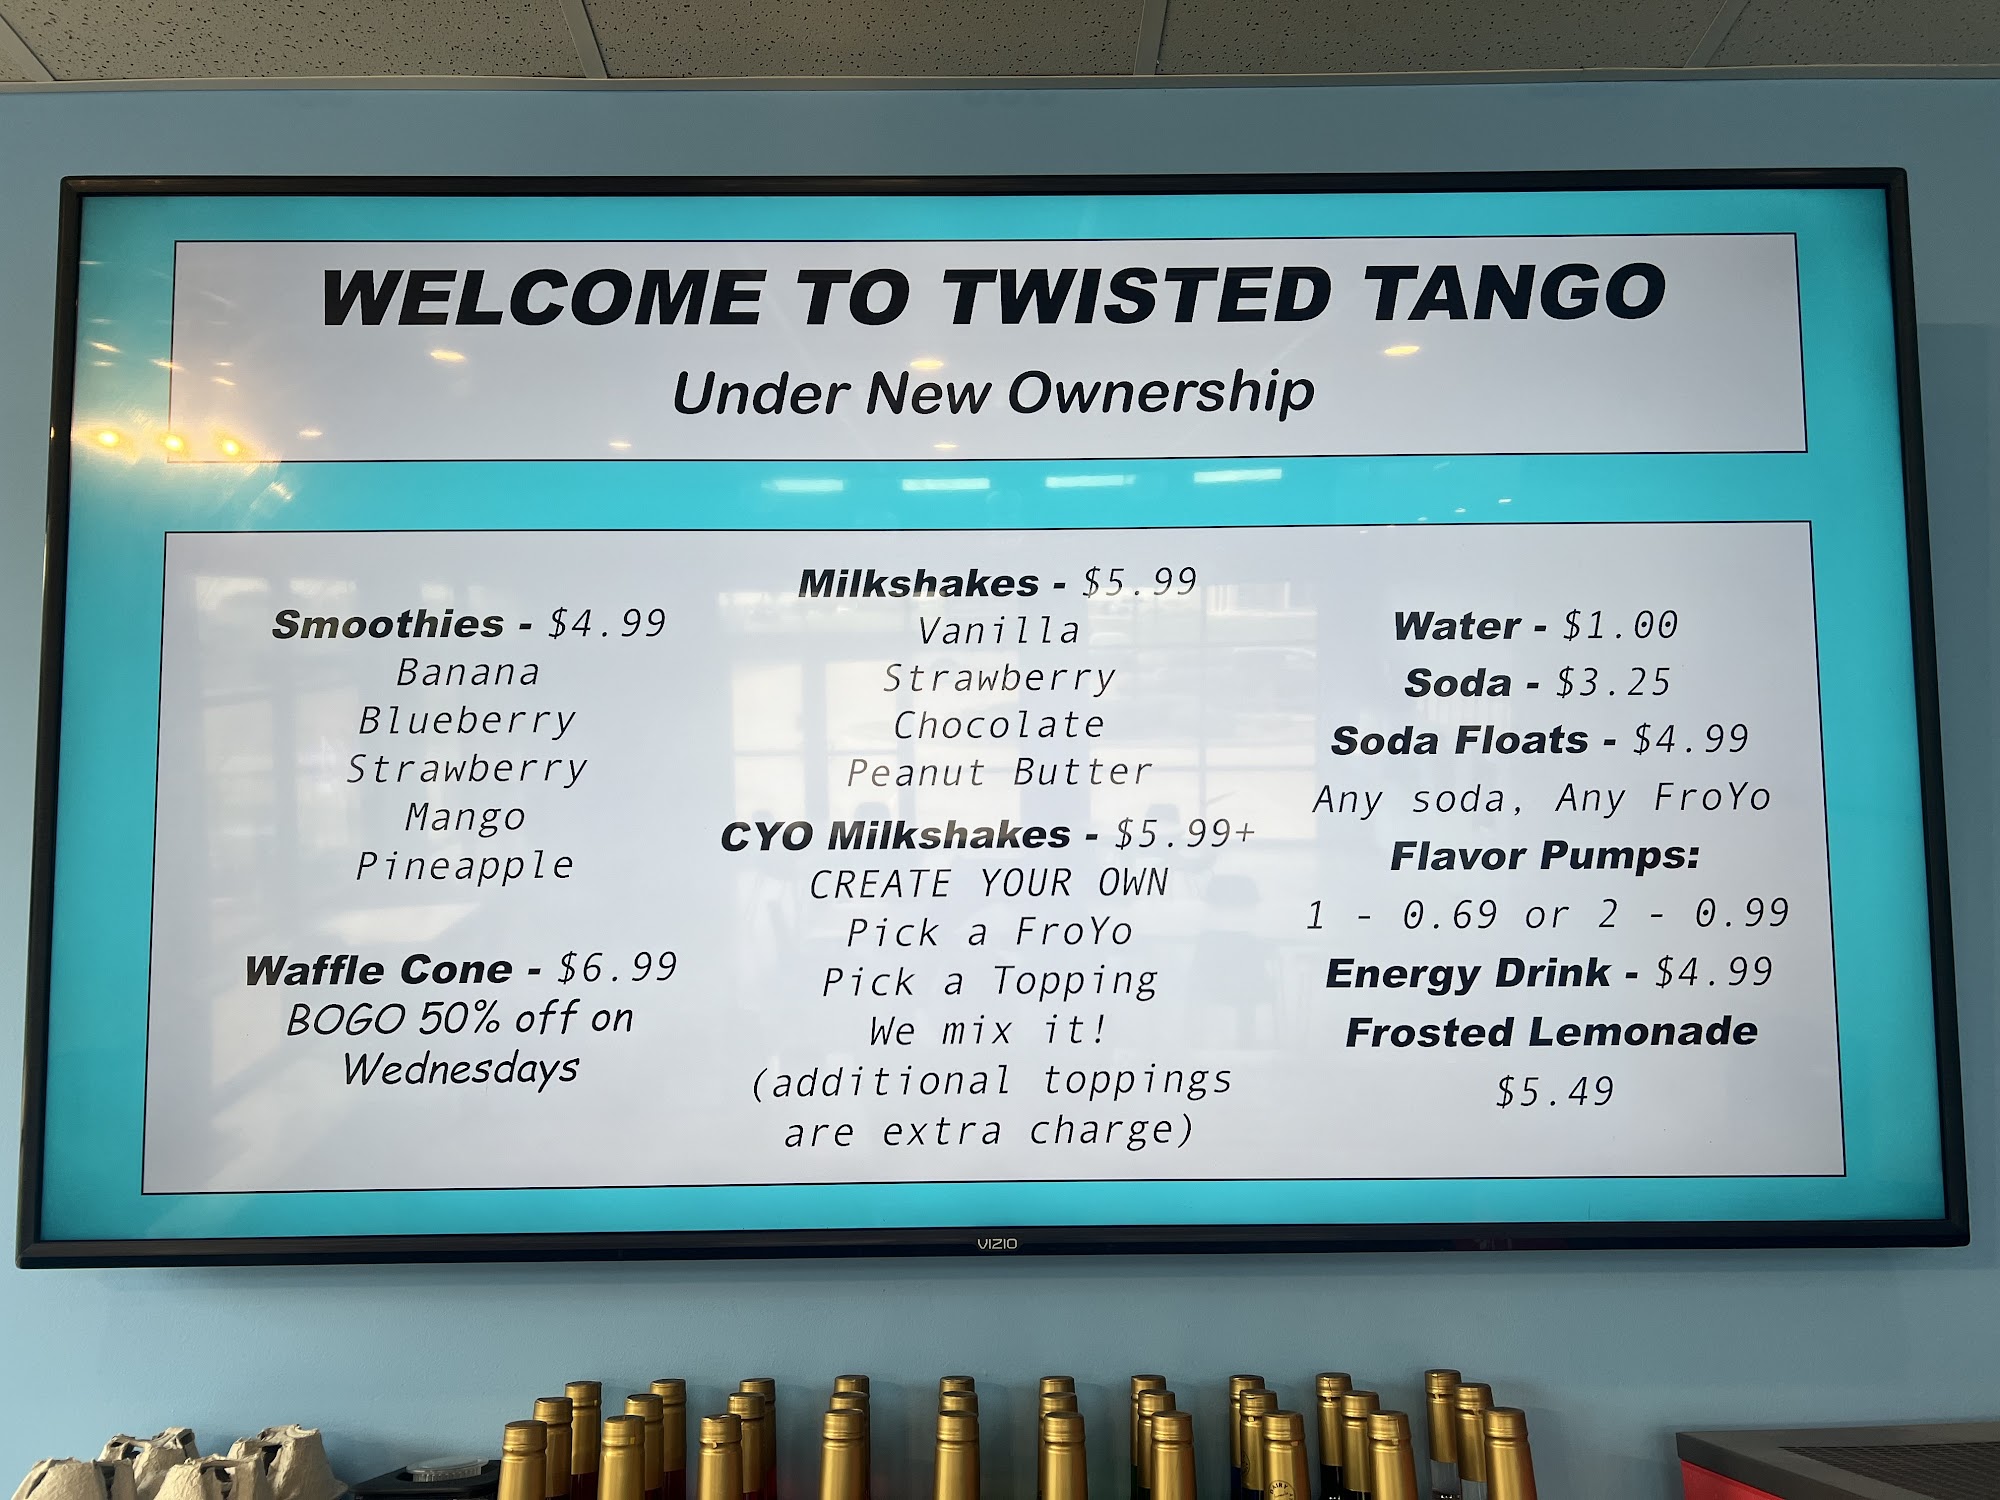 WELCOME TO TWISTED TANGO
Under New Ownership
Smoothies - $4.99
Banana
Blueberry
Strawberry
Mango
Pineapple
Waffle Cone - $6.99
BOGO 50% off on
Wednesdays
Milkshakes - $5.99
Vanilla
Strawberry
Chocolate
Peanut Butter
CYO Milkshakes - $5.99+
CREATE YOUR OWN
Pick a FroYo
Pick a Topping
We mix it!
(additional toppings
are extra charge)
Water - $1.00
Soda - $3.25
Soda Floats - $4.99
Any soda, Any FroYo
Flavor Pumps:
1 - 0.69 or 2 - 0.99
Energy Drink - $4.99
Frosted Lemonade
$5.49
VIZIO